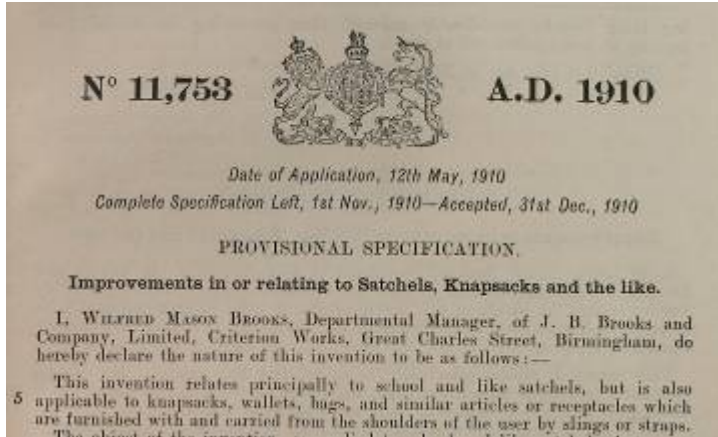 Nº 11,753
A.D. 1910
Date of Application, 12th May, 1910
Complete Specification Left, 1st Nov., 1910—Accepted, 31st Dec., 1910
PROVISIONAL SPECIFICATION.
Improvements in or relating to Satchels, Knapsacks and the like.
I, WILFRED MASON BROOKS, Departmental Manager, of J. B. Brooks and
Company, Limited, Criterion Works, Great Charles Street, Birmingham, do
hereby declare the nature of this invention to be as follows:—
This invention relates principally to school and like satchels, but is also
5 applicable to knapsacks, wallets, bags, and similar articles or receptacles which
are furnished with and carried from the shoulders of the user by slings or straps.
The object of the invention